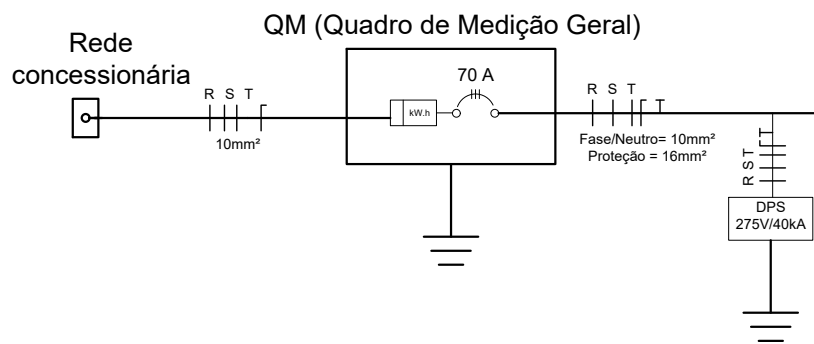 QM (Quadro de Medição Geral)
Rede
concessionária
R S T
10mm²
70 A
kW.h
R S T
Fase/Neutro= 10mm²
Proteção = 16mm²
R S T
DPS
275V/40kA